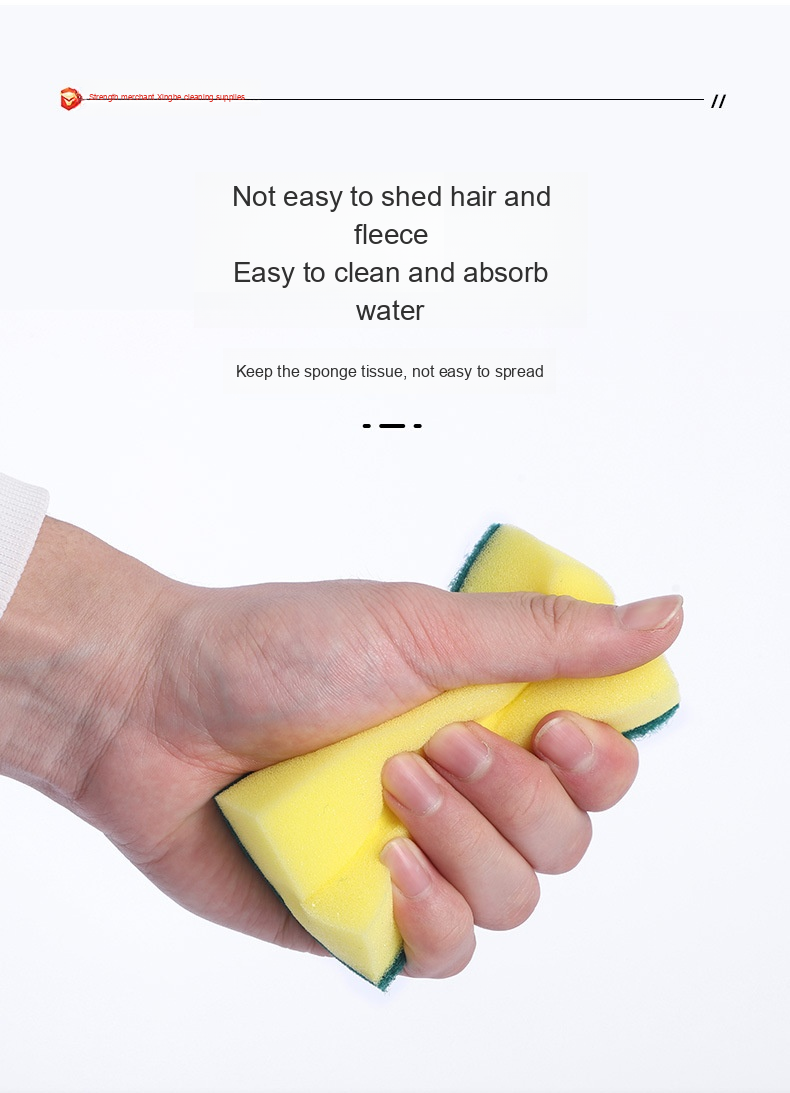 Strength merchant Xinghe cleaning supplies
//
Not easy to shed hair and
fleece
Easy to clean and absorb
water
Keep the sponge tissue, not easy to spread